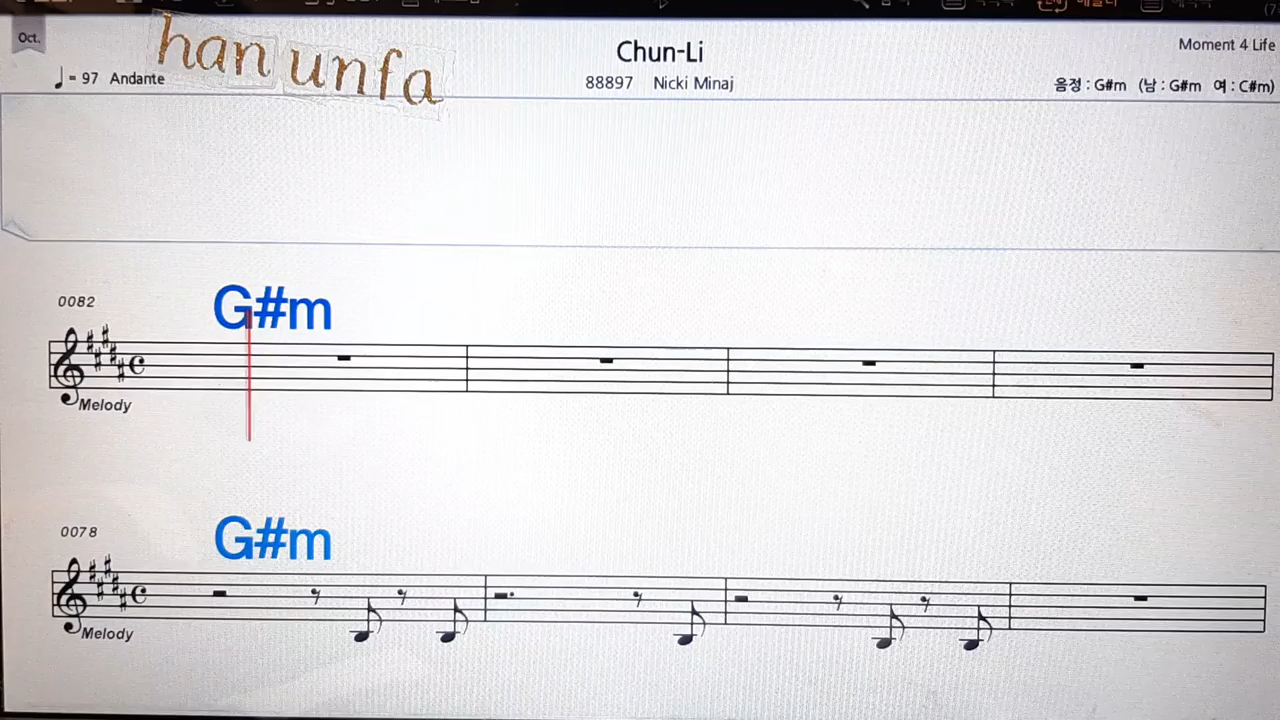 Oct.
han unfa
Chun-Li
Moment 4 Life
= 97 Andante
88897 Nicki Minaj
음정 : G#m (남 : G#m 여 : C#m)
0082
G#m
Melody
0078
G#m
Melody